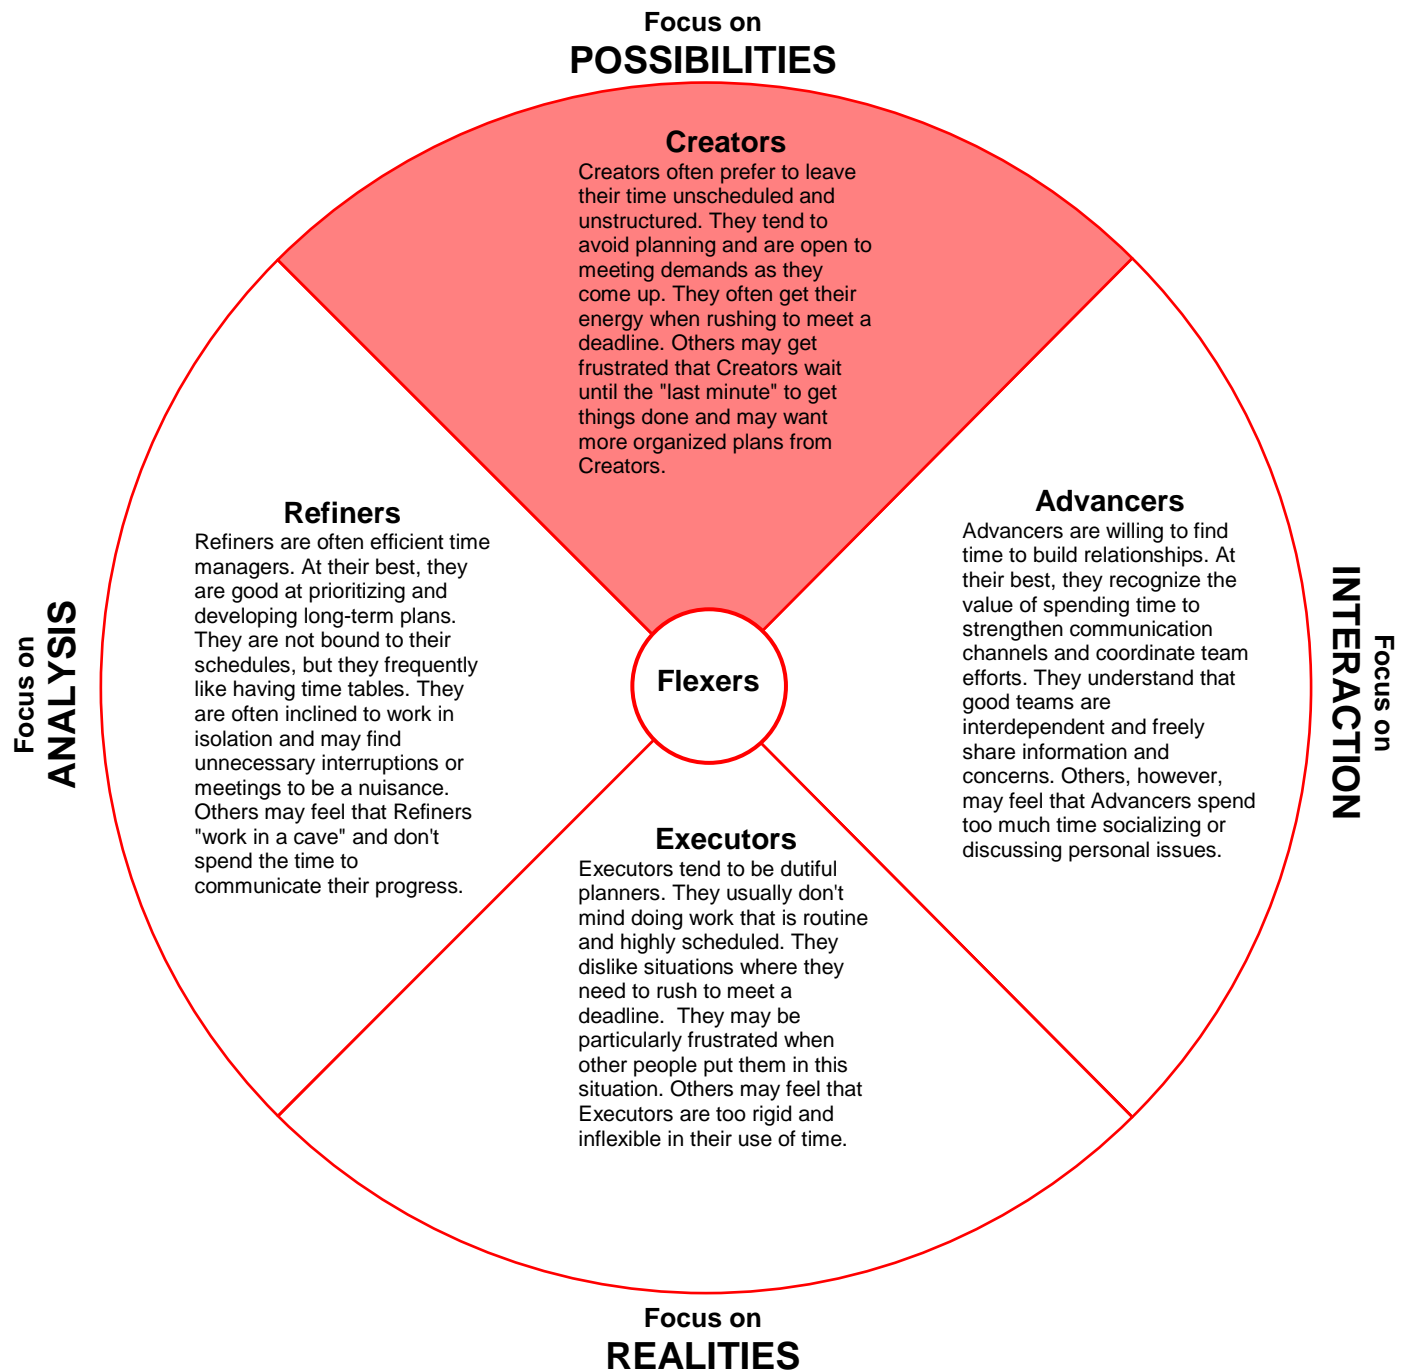 Focus on
POSSIBILITIES
Creators
Creators often prefer to leave
their time unscheduled and
unstructured. They tend to
avoid planning and are open to
meeting demands as they
come up. They often get their
energy when rushing to meet a
deadline. Others may get
frustrated that Creators wait
until the "last minute" to get
things done and may want
more organized plans from
Creators.
Focus on
ANALYSIS
Refiners
Refiners are often efficient time
managers. At their best, they
are good at prioritizing and
developing long-term plans.
They are not bound to their
schedules, but they frequently
like having time tables. They
are often inclined to work in
isolation and may find
unnecessary interruptions or
meetings to be a nuisance.
Others may feel that Refiners
"work in a cave" and don't
spend the time to
communicate their progress.
Flexers
Advancers
Advancers are willing to find
time to build relationships. At
their best, they recognize the
value of spending time to
strengthen communication
channels and coordinate team
efforts. They understand that
good teams are
interdependent and freely
share information and
concerns. Others, however,
may feel that Advancers spend
too much time socializing or
discussing personal issues.
Focus on
INTERACTION
Executors
Executors tend to be dutiful
planners. They usually don't
mind doing work that is routine
and highly scheduled. They
dislike situations where they
need to rush to meet a
deadline.  They may be
particularly frustrated when
other people put them in this
situation. Others may feel that
Executors are too rigid and
inflexible in their use of time.
Focus on
REALITIES